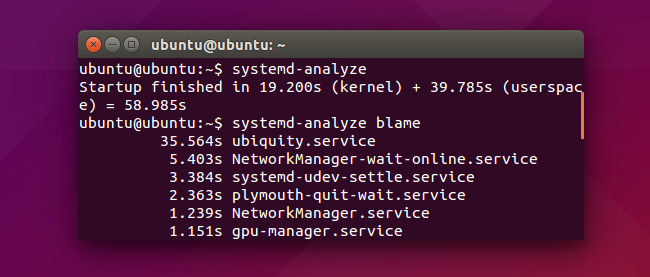 ubuntu@ubuntu: ~
ubuntu@ubuntu:~$ systemd-analyze
Startup finished in 19.200s (kernel) + 39.785s (userspac
e) = 58.985s
ubuntu@ubuntu:~$ systemd-analyze blame
35.564s ubiquity.service
5.403s NetworkManager-wait-online.service
3.384s systemd-udev-settle.service
2.363s plymouth-quit-wait.service
1.239s NetworkManager.service
1.151s gpu-manager.service